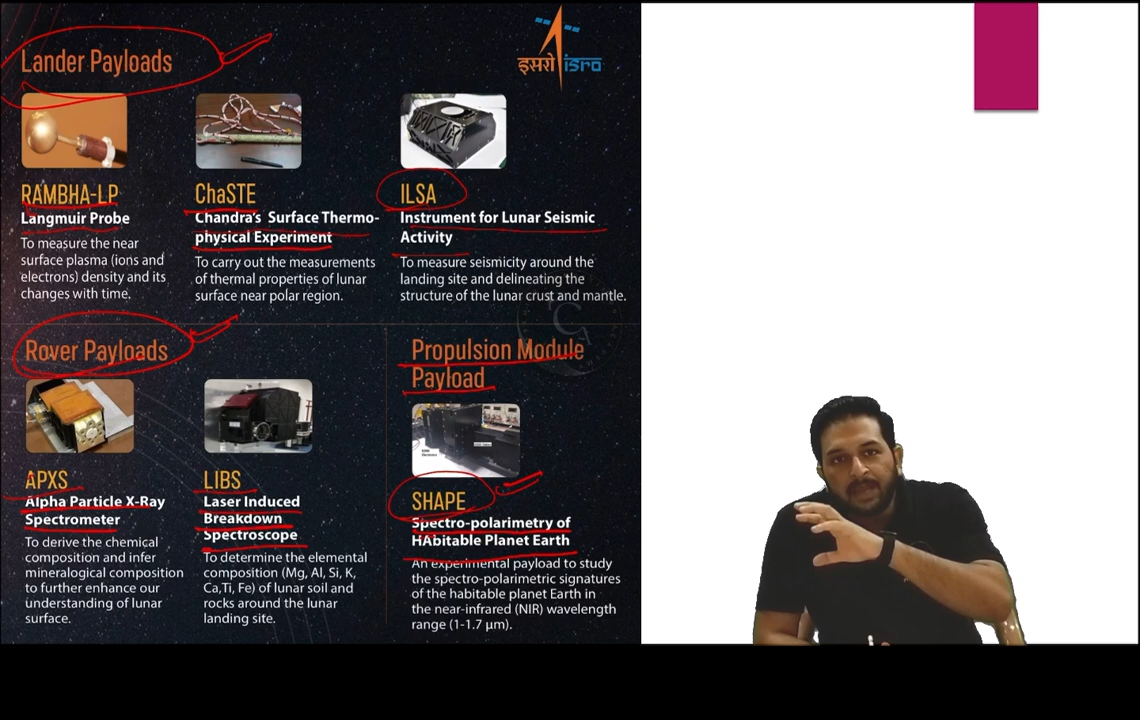 Lander Payloads
इसरो isro
RAMBHA-LP
Langmuir Probe
To measure the near
surface plasma (ions and
electrons) density and its
changes with time.
ChaSTE
Chandra's Surface Thermo-
physical Experiment
To carry out the measurements
of thermal properties of lunar
surface near polar region.
ILSA
Instrument for Lunar Seismic
Activity
To measure seismicity around the
landing site and delineating the
structure of the lunar crust and mantle.
Rover Payloads
APXS
Alpha Particle X-Ray
Spectrometer
To derive the chemical
composition and infer
mineralogical composition
to further enhance our
understanding of lunar
surface.
LIBS
Laser Induced
Breakdown
Spectroscope
To determine the elemental
composition (Mg, Al, Si, K,
Ca,Ti, Fe) of lunar soil and
rocks around the lunar
landing site.
Propulsion Module
Payload
SHAPE
Spectro-polarimetry of
HAbitable Planet Earth
An experimental payload to study
the spectro-polarimetric signatures
of the habitable planet Earth in
the near-infrared (NIR) wavelength
range (1-1.7 μm).